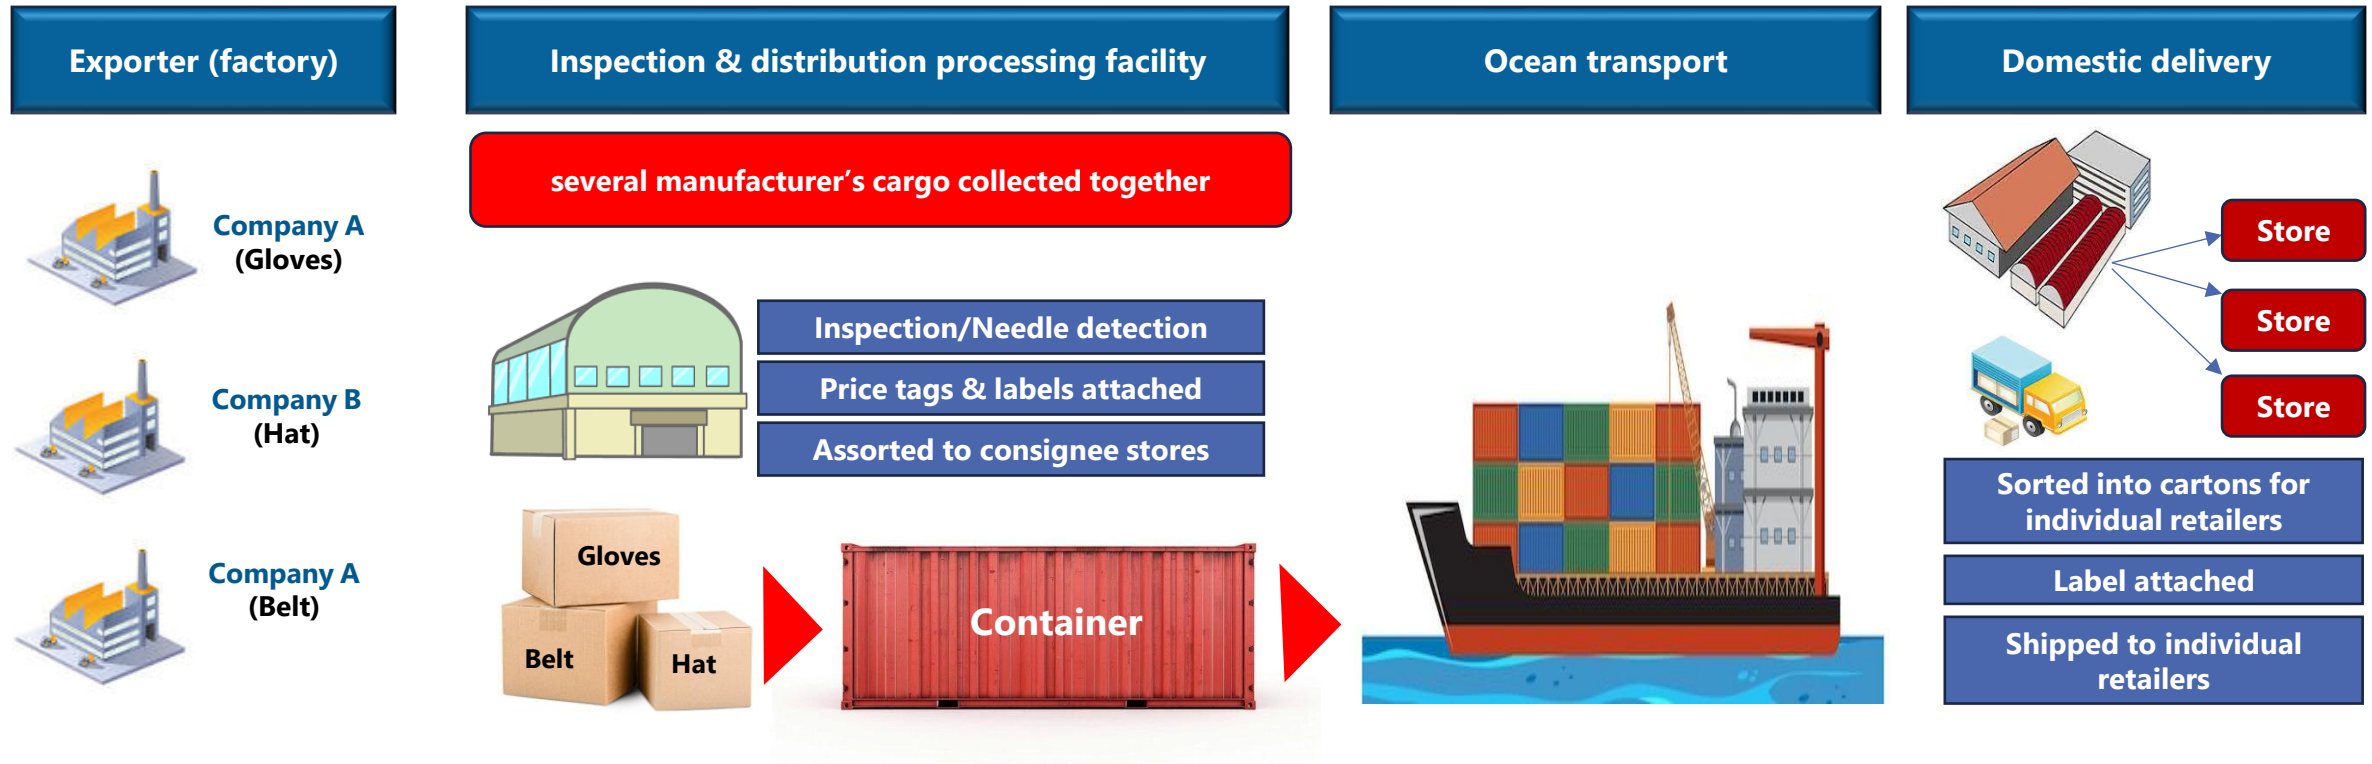 Exporter (factory)
Inspection & distribution processing facility
Ocean transport
Domestic delivery
several manufacturer’s cargo collected together
Company A
(Gloves)
Company B
(Hat)
Company A
(Belt)
Inspection/Needle detection
Price tags & labels attached
Assorted to consignee stores
Gloves
Belt
Hat
Container
Store
Store
Store
Sorted into cartons for
individual retailers
Label attached
Shipped to individual
retailers